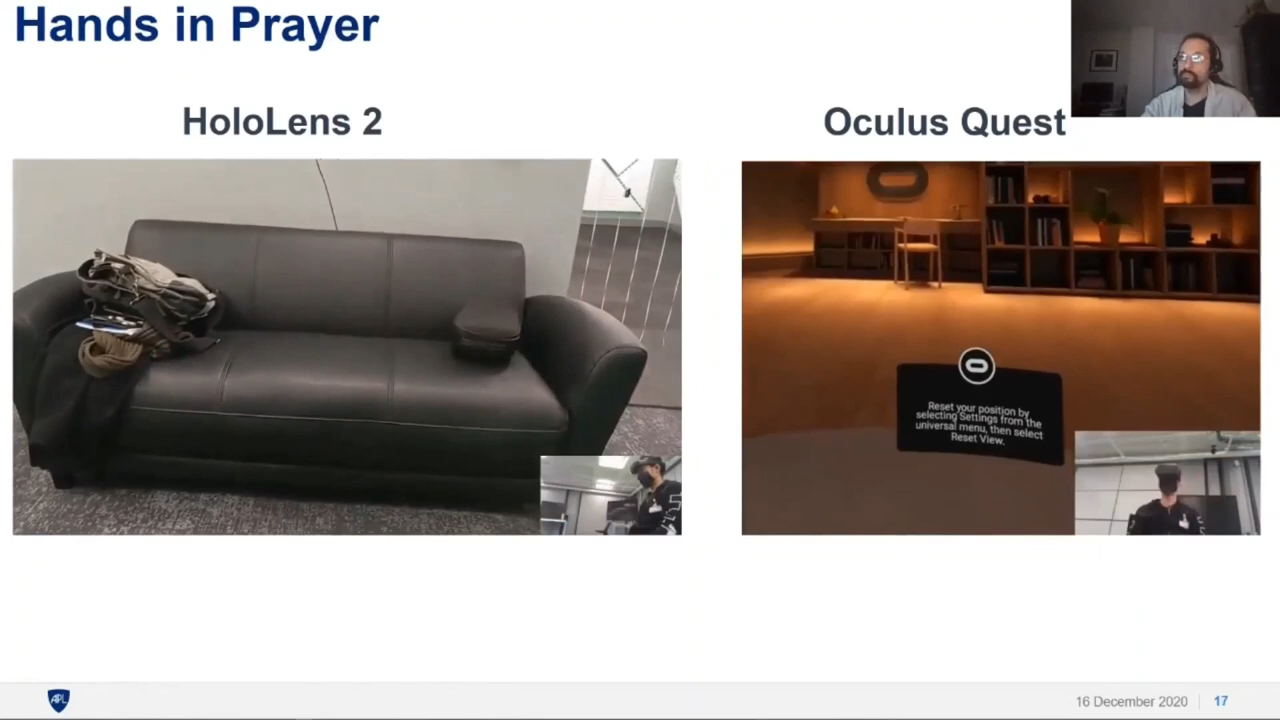 Hands in Prayer
HoloLens 2
Oculus Quest
Reset your position by
selecting Settings from the
universal menu, then select
Reset View.
APL
16 December 2020
17